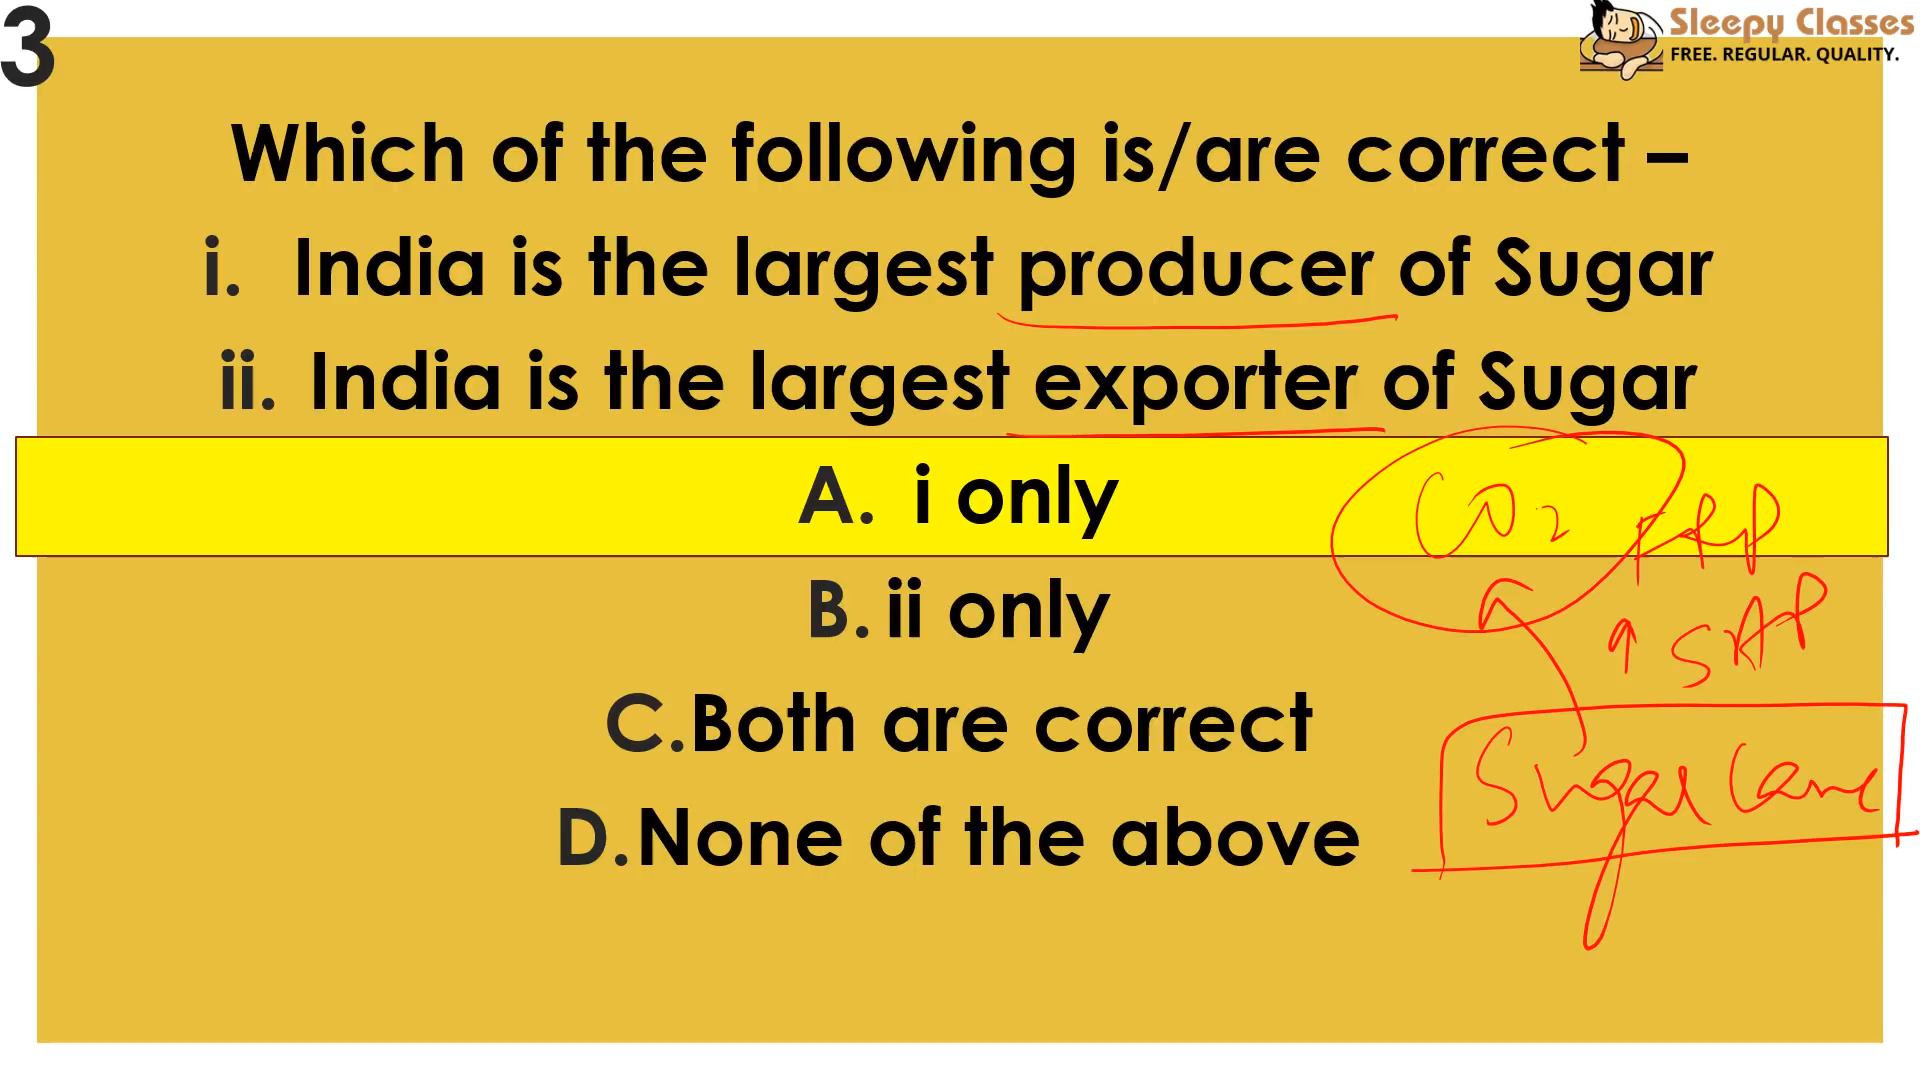 3
Sleepy Classes
FREE. REGULAR. QUALITY.
Which of the following is/are correct –
i. India is the largest producer of Sugar
ii. India is the largest exporter of Sugar
A. i only
CO2
FRP
B. ii only
↑ SAP
C. Both are correct
Sugar Cane
D. None of the above